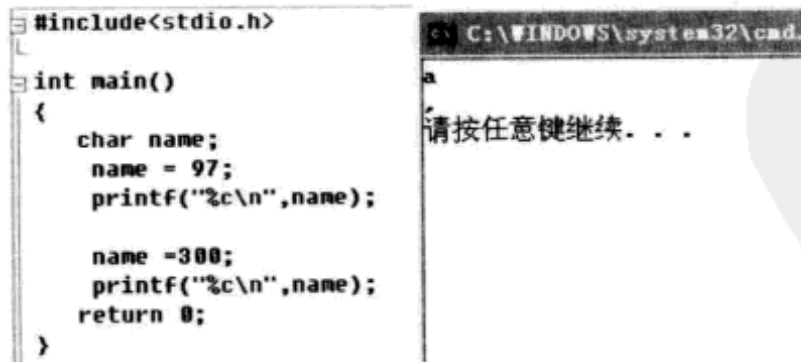 #include<stdio.h>
int main()
{
char name;
name = 97;
printf("%c\n",name);
name =300;
printf("%c\n",name);
return 0;
}
C:\WINDOWS\system32\cmd.
a
,
请按任意键继续. . .